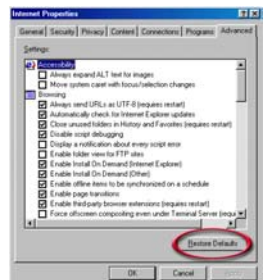 Internet Properties
General Security Privacy Content Connections Programs Advanced
Settings:
Accessibility
Always expand ALT text for images
Move system caret with focus/selection changes
Browsing
Always send URLs as UTF-8 (requires restart)
Automatically check for Internet Explorer updates
Close unused folders in History and Favorites (requires restart)
Disable script debugging
Display a notification about every script error
Enable folder view for FTP sites
Enable Install On Demand (Internet Explorer)
Enable Install On Demand (Other)
Enable offline items to be synchronized on a schedule
Enable page transitions
Enable third-party browser extensions (requires restart)
Force offscreen compositing even under Terminal Server (requi
Restore Defaults
OK Cancel Apply